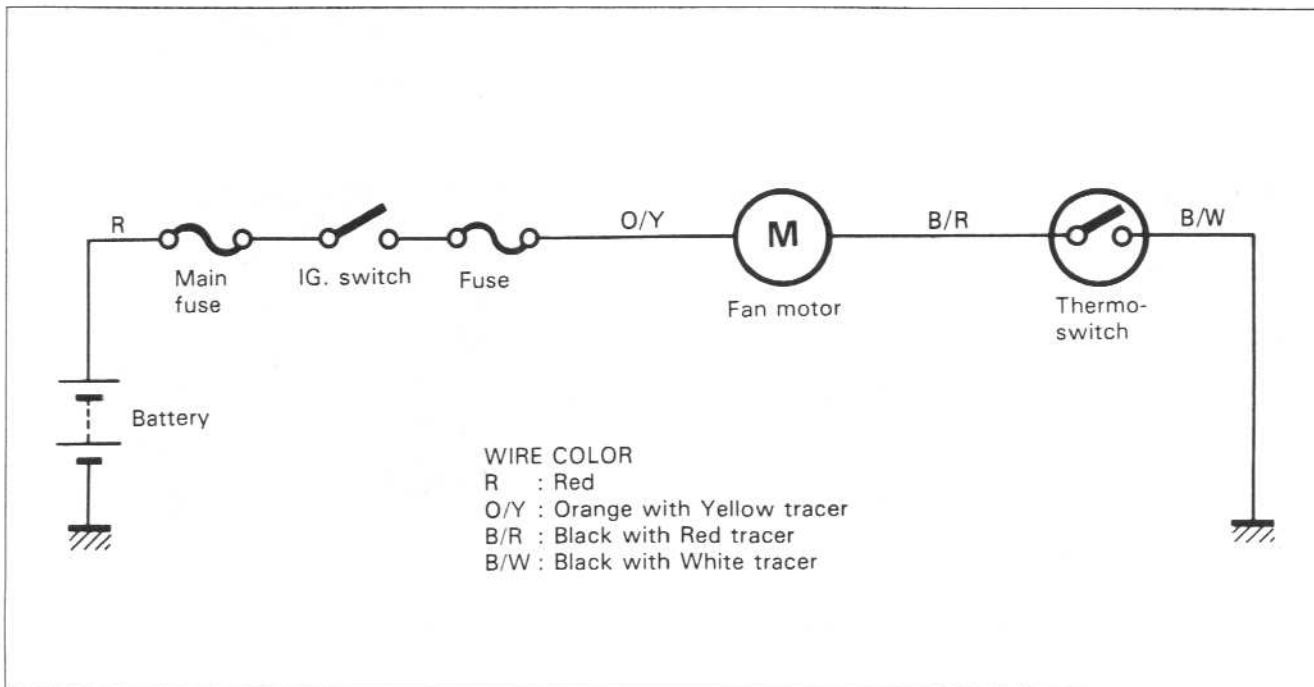 R
O/Y
B/R
B/W
M
Main
fuse
IG. switch
Fuse
Fan motor
Thermo-
switch
Battery
WIRE COLOR
R : Red
O/Y : Orange with Yellow tracer
B/R : Black with Red tracer
B/W : Black with White tracer